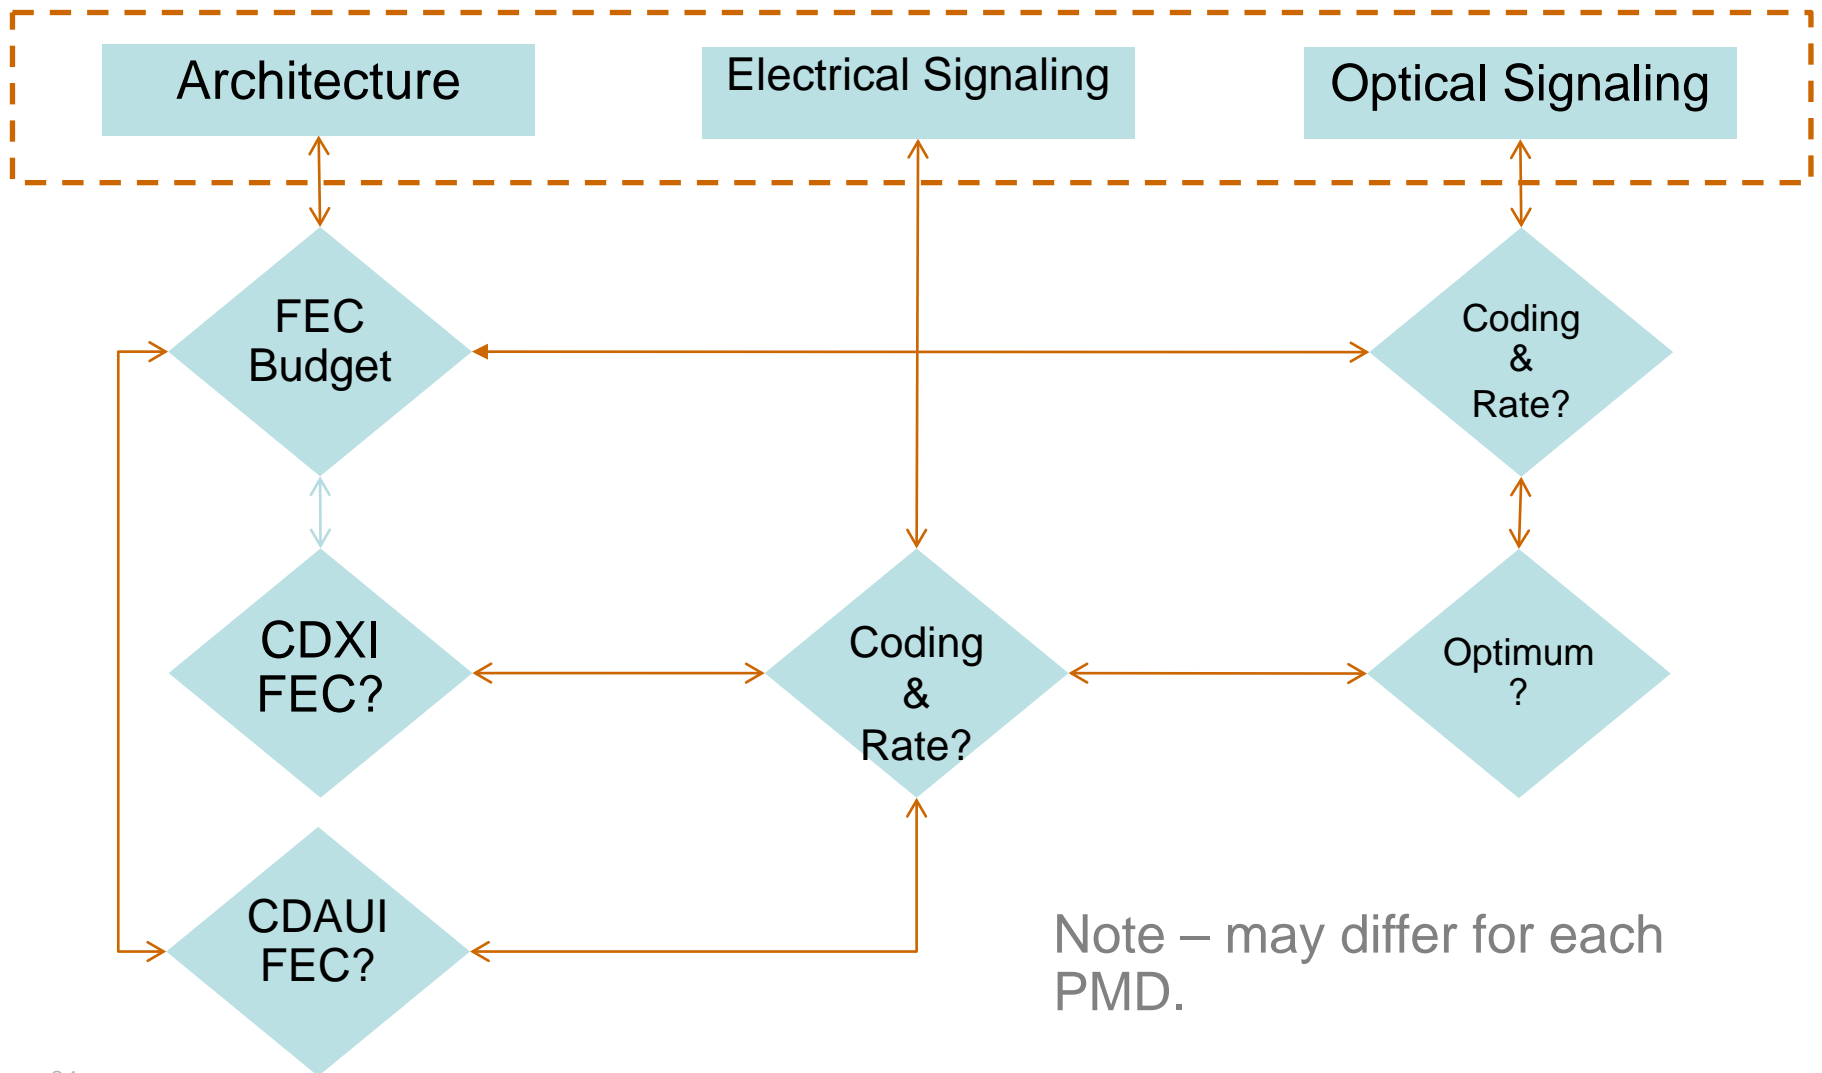 Architecture
Electrical Signaling
Optical Signaling
FEC
Budget
Coding
&
Rate?
CDXI
FEC?
Coding
&
Rate?
Optimum
?
CDAUI
FEC?
Note – may differ for each
PMD.